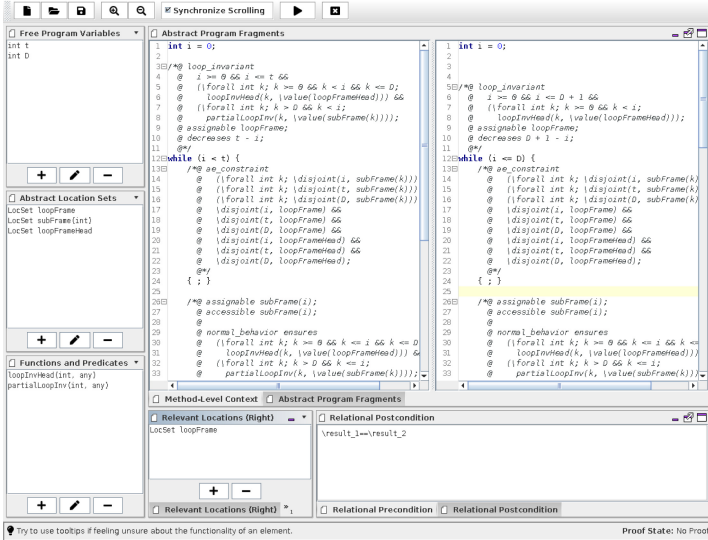 Synchronize Scrolling
Free Program Variables
int t
int D
Abstract Location Sets
LocSet loopFrame
LocSet subFrame(int)
LocSet loopFrameHead
Functions and Predicates
loopInvHead(int, any)
partialLoopInv(int, any)
Abstract Program Fragments
1 int i = 0;
2
3 /*@ loop_invariant
4 @ i >= 0 && i <= t &&
5 @ (\forall int k; k >= 0 && k < i && k <= D;
6 @ loopInvHead(k, \value(loopFrameHead))) &&
7 @ (\forall int k; k > D && k < i;
8 @ partialLoopInv(k, \value(subFrame(k))));
9 @ assignable loopFrame;
10 @ decreases t - i;
11 @*/
12 while (i < t) {
13 /*@ ae_constraint
14 @ (\forall int k; \disjoint(i, subFrame(k)))
15 @ (\forall int k; \disjoint(t, subFrame(k)))
16 @ (\forall int k; \disjoint(D, subFrame(k)))
17 @ \disjoint(i, loopFrame) &&
18 @ \disjoint(t, loopFrame) &&
19 @ \disjoint(D, loopFrame) &&
20 @ \disjoint(i, loopFrameHead) &&
21 @ \disjoint(t, loopFrameHead) &&
22 @ \disjoint(D, loopFrameHead);
23 @*/
24 { ; }
25
26 /*@ assignable subFrame(i);
27 @ accessible subFrame(i);
28 @
29 @ normal_behavior ensures
30 @ (\forall int k; k >= 0 && k <= i && k <= D
31 @ loopInvHead(k, \value(loopFrameHead))) &
32 @ (\forall int k; k > D && k <= i;
33 @ partialLoopInv(k, \value(subFrame(k))));
1 int i = 0;
2
3
4
5 /*@ loop_invariant
6 @ i >= 0 && i <= D + 1 &&
7 @ (\forall int k; k >= 0 && k < i;
8 @ loopInvHead(k, \value(loopFrameHead)));
9 @ assignable loopFrame;
10 @ decreases D + 1 - i;
11 @*/
12 while (i <= D) {
13 /*@ ae_constraint
14 @ (\forall int k; \disjoint(i, subFrame(k)
15 @ (\forall int k; \disjoint(t, subFrame(k)
16 @ (\forall int k; \disjoint(D, subFrame(k)
17 @ \disjoint(i, loopFrame) &&
18 @ \disjoint(t, loopFrame) &&
19 @ \disjoint(D, loopFrame) &&
20 @ \disjoint(i, loopFrameHead) &&
21 @ \disjoint(t, loopFrameHead) &&
22 @ \disjoint(D, loopFrameHead);
23 @*/
24 { ; }
25
26 /*@ assignable subFrame(i);
27 @ accessible subFrame(i);
28 @
29 @ normal_behavior ensures
30 @ (\forall int k; k >= 0 && k <= i && k <=
31 @ loopInvHead(k, \value(loopFrameHead)))
32 @ (\forall int k; k > D && k <= i;
33 @ partialLoopInv(k, \value(subFrame(k)))
Method-Level Context Abstract Program Fragments
Relevant Locations (Right)
LocSet loopFrame
Relevant Locations (Right) »1
Relational Postcondition
\result_1==\result_2
Relational Precondition Relational Postcondition
Try to use tooltips if feeling unsure about the functionality of an element.
Proof State: No Proof